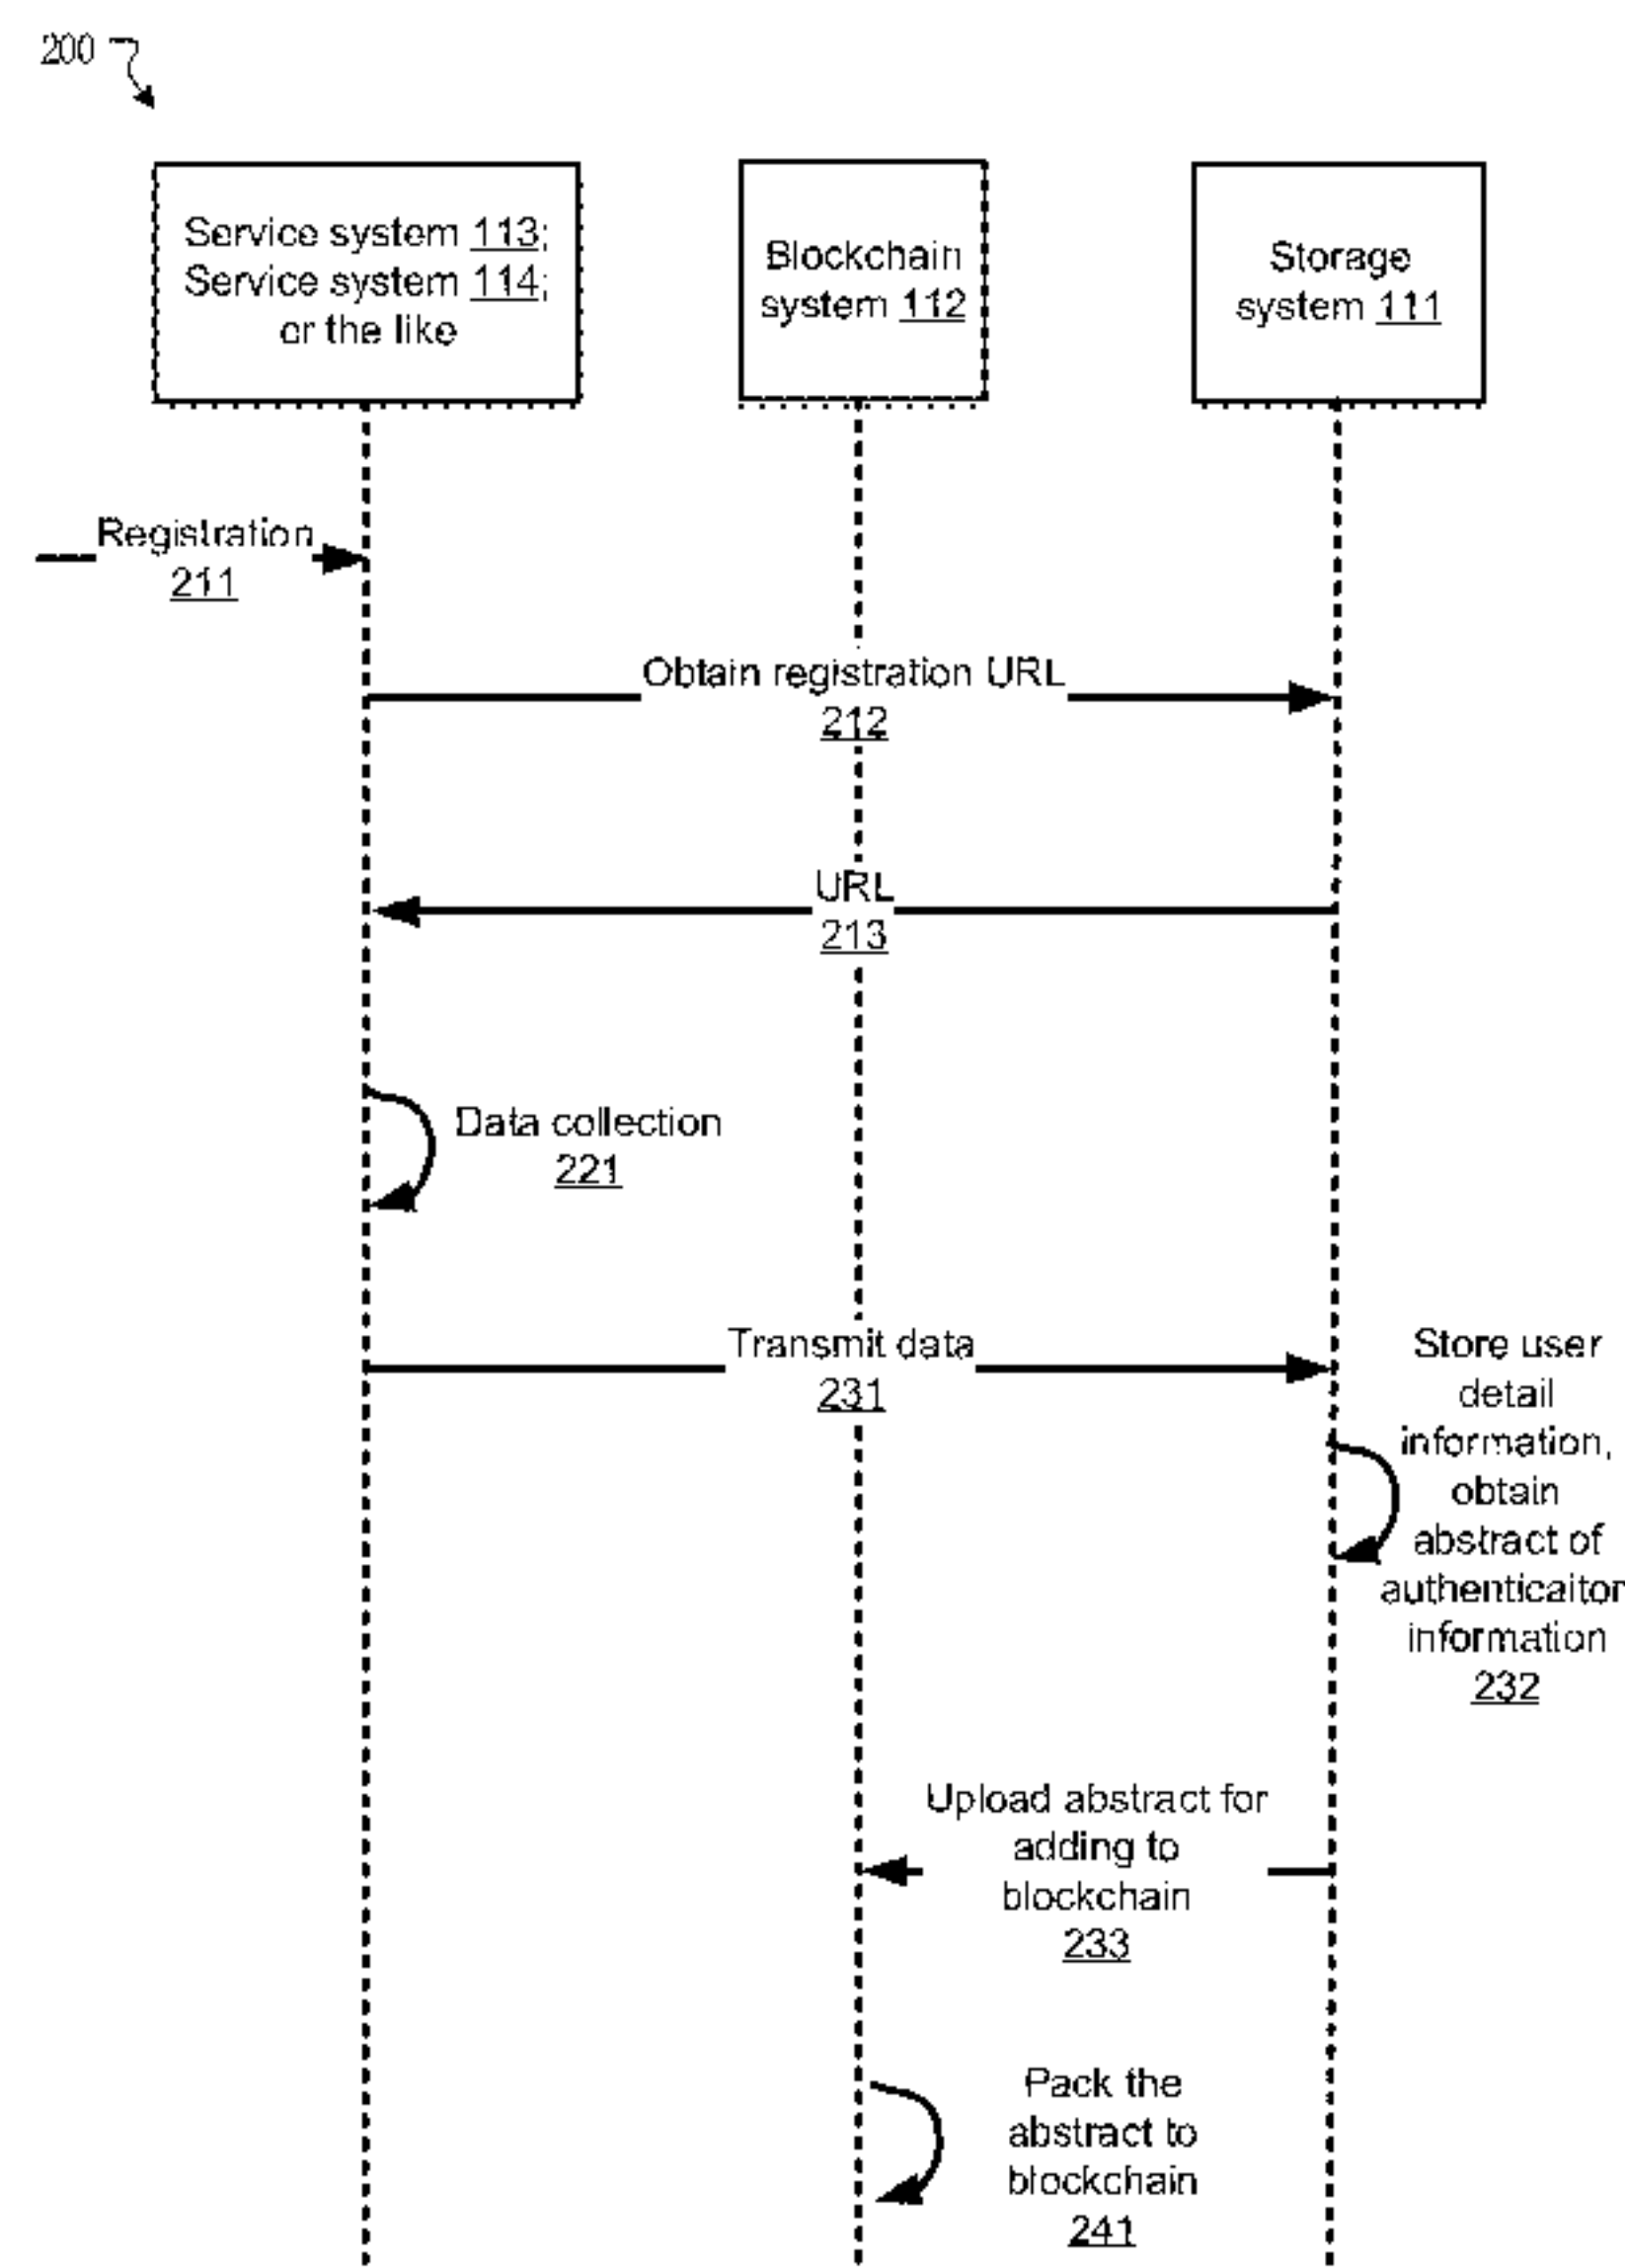 200
Service system 113;
Service system 114;
or the like
Blockchain
system 112
Storage
system 111
Registration
211
Obtain registration URL
212
URL
213
Data collection
221
Transmit data
231
Store user
detail
information,
obtain
abstract of
authenticaiton
information
232
Upload abstract for
adding to
blockchain
233
Pack the
abstract to
blockchain
241